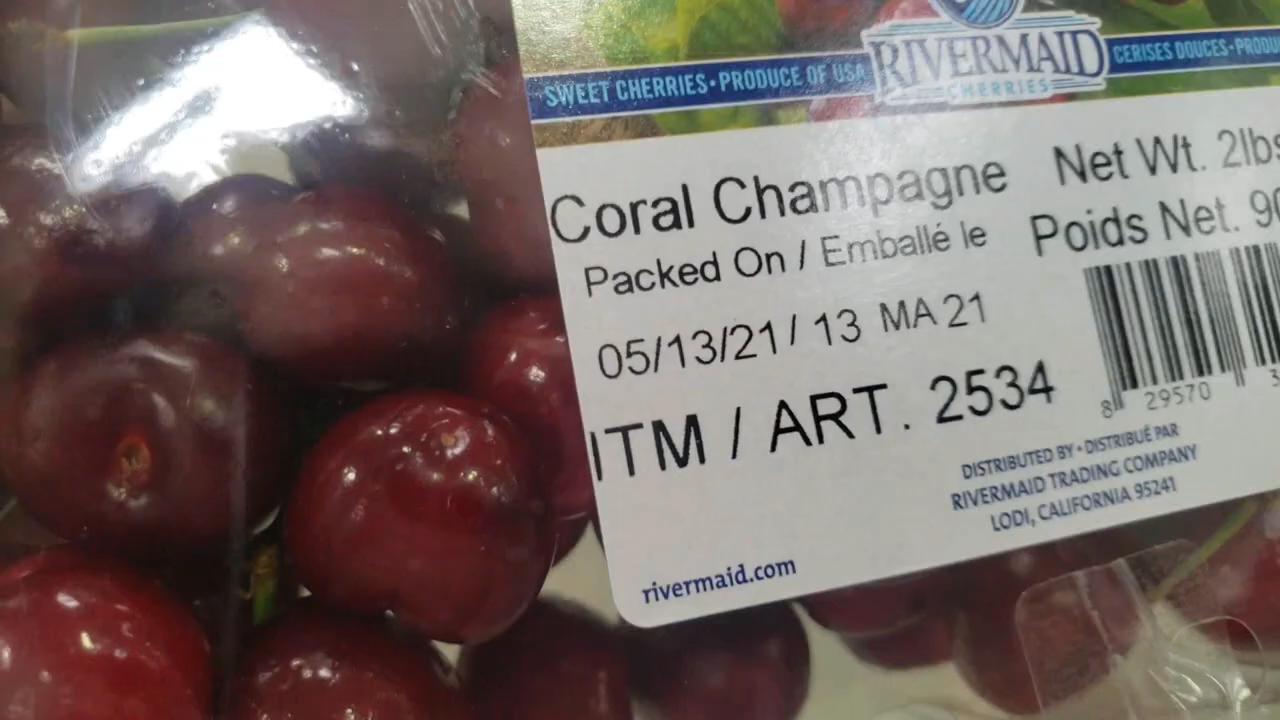 SWEET CHERRIES•PRODUCE OF USA
RIVERMAID
CHERRIES
CERISES DOUCES•
Coral Champagne
Net Wt. 2lbs
Packed On / Emballé le
Poids Net.
05/13/21 / 13 MA 21
ITM / ART. 2534
8 29570
DISTRIBUTED BY • DISTRIBUÉ PAR
RIVERMAID TRADING COMPANY
LODI, CALIFORNIA 95241
rivermaid.com